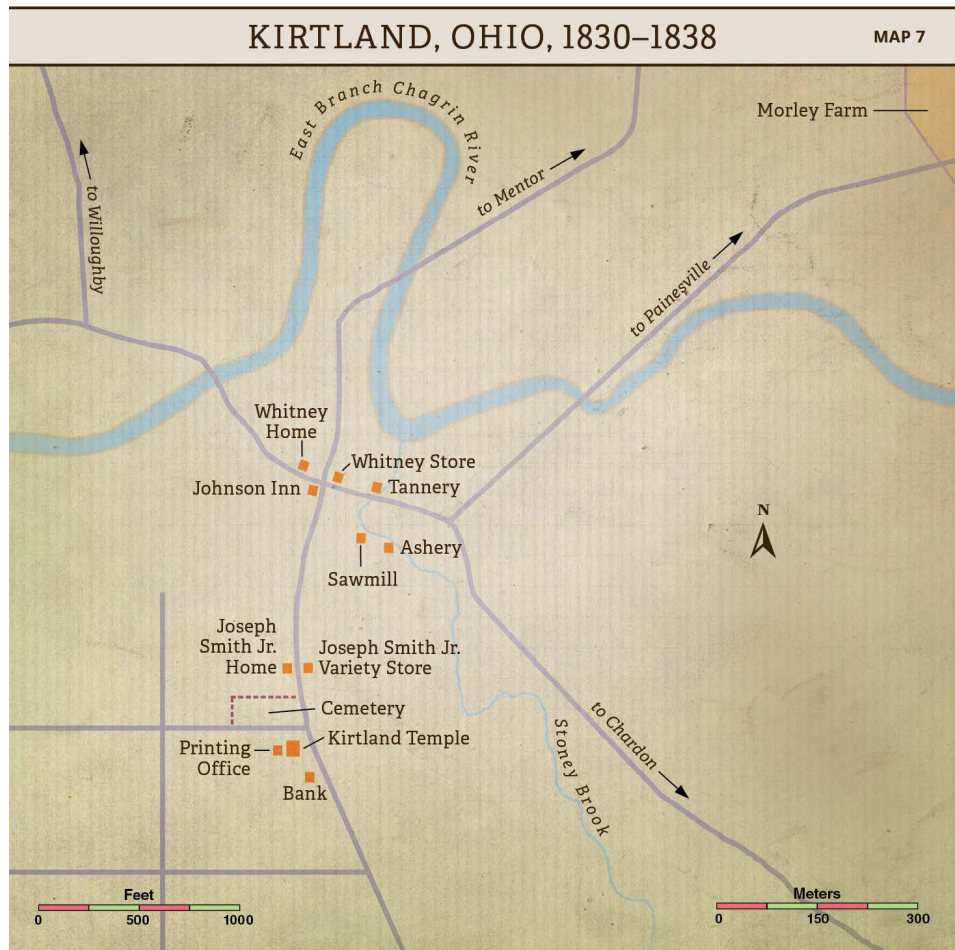 KIRTLAND, OHIO, 1830–1838
MAP 7
East Branch Chagrin River
Morley Farm
to Mentor
to Willoughby
to Painesville
Whitney
Home
Whitney Store
Johnson Inn
Tannery
N
Ashery
Sawmill
Joseph
Smith Jr.
Home
Joseph Smith Jr.
Variety Store
Cemetery
to Chardon
Stoney Brook
Printing
Office
Kirtland Temple
Bank
Feet
0 500 1000
Meters
0 150 300